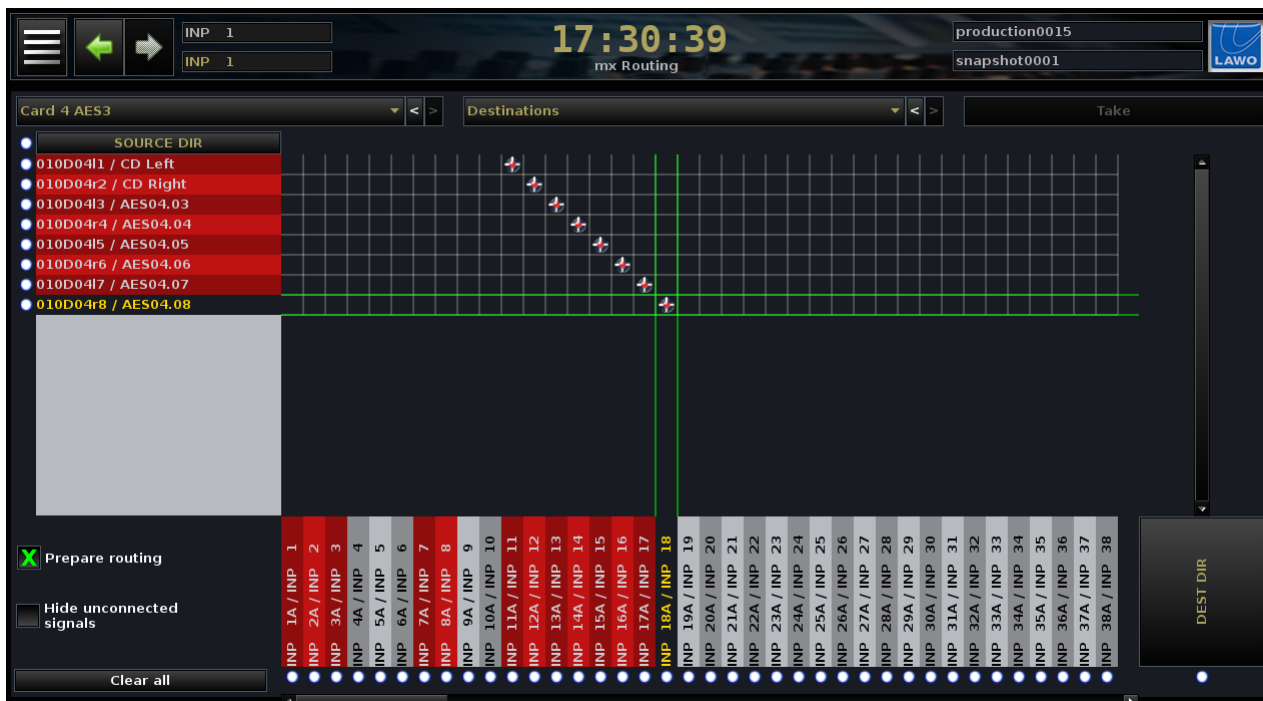 INP 1
INP 1
17:30:39
mx Routing
production0015
snapshot0001
LAWO
Card 4 AES3
<
>
Destinations
<
>
Take
SOURCE DIR
010D04l1 / CD Left
010D04r2 / CD Right
010D04l3 / AES04.03
010D04r4 / AES04.04
010D04l5 / AES04.05
010D04r6 / AES04.06
010D04l7 / AES04.07
010D04r8 / AES04.08
X Prepare routing
Hide unconnected
signals
Clear all
INP 1A / INP 1
INP 2A / INP 2
INP 3A / INP 3
INP 4A / INP 4
INP 5A / INP 5
INP 6A / INP 6
INP 7A / INP 7
INP 8A / INP 8
INP 9A / INP 9
INP 10A / INP 10
INP 11A / INP 11
INP 12A / INP 12
INP 13A / INP 13
INP 14A / INP 14
INP 15A / INP 15
INP 16A / INP 16
INP 17A / INP 17
INP 18A / INP 18
INP 19A / INP 19
INP 20A / INP 20
INP 21A / INP 21
INP 22A / INP 22
INP 23A / INP 23
INP 24A / INP 24
INP 25A / INP 25
INP 26A / INP 26
INP 27A / INP 27
INP 28A / INP 28
INP 29A / INP 29
INP 30A / INP 30
INP 31A / INP 31
INP 32A / INP 32
INP 33A / INP 33
INP 34A / INP 34
INP 35A / INP 35
INP 36A / INP 36
INP 37A / INP 37
INP 38A / INP 38
DEST DIR